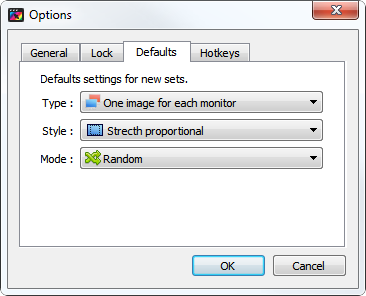 Options
General Lock Defaults Hotkeys
Defaults settings for new sets.
Type : One image for each monitor
Style : Strecth proportional
Mode : Random
OK Cancel